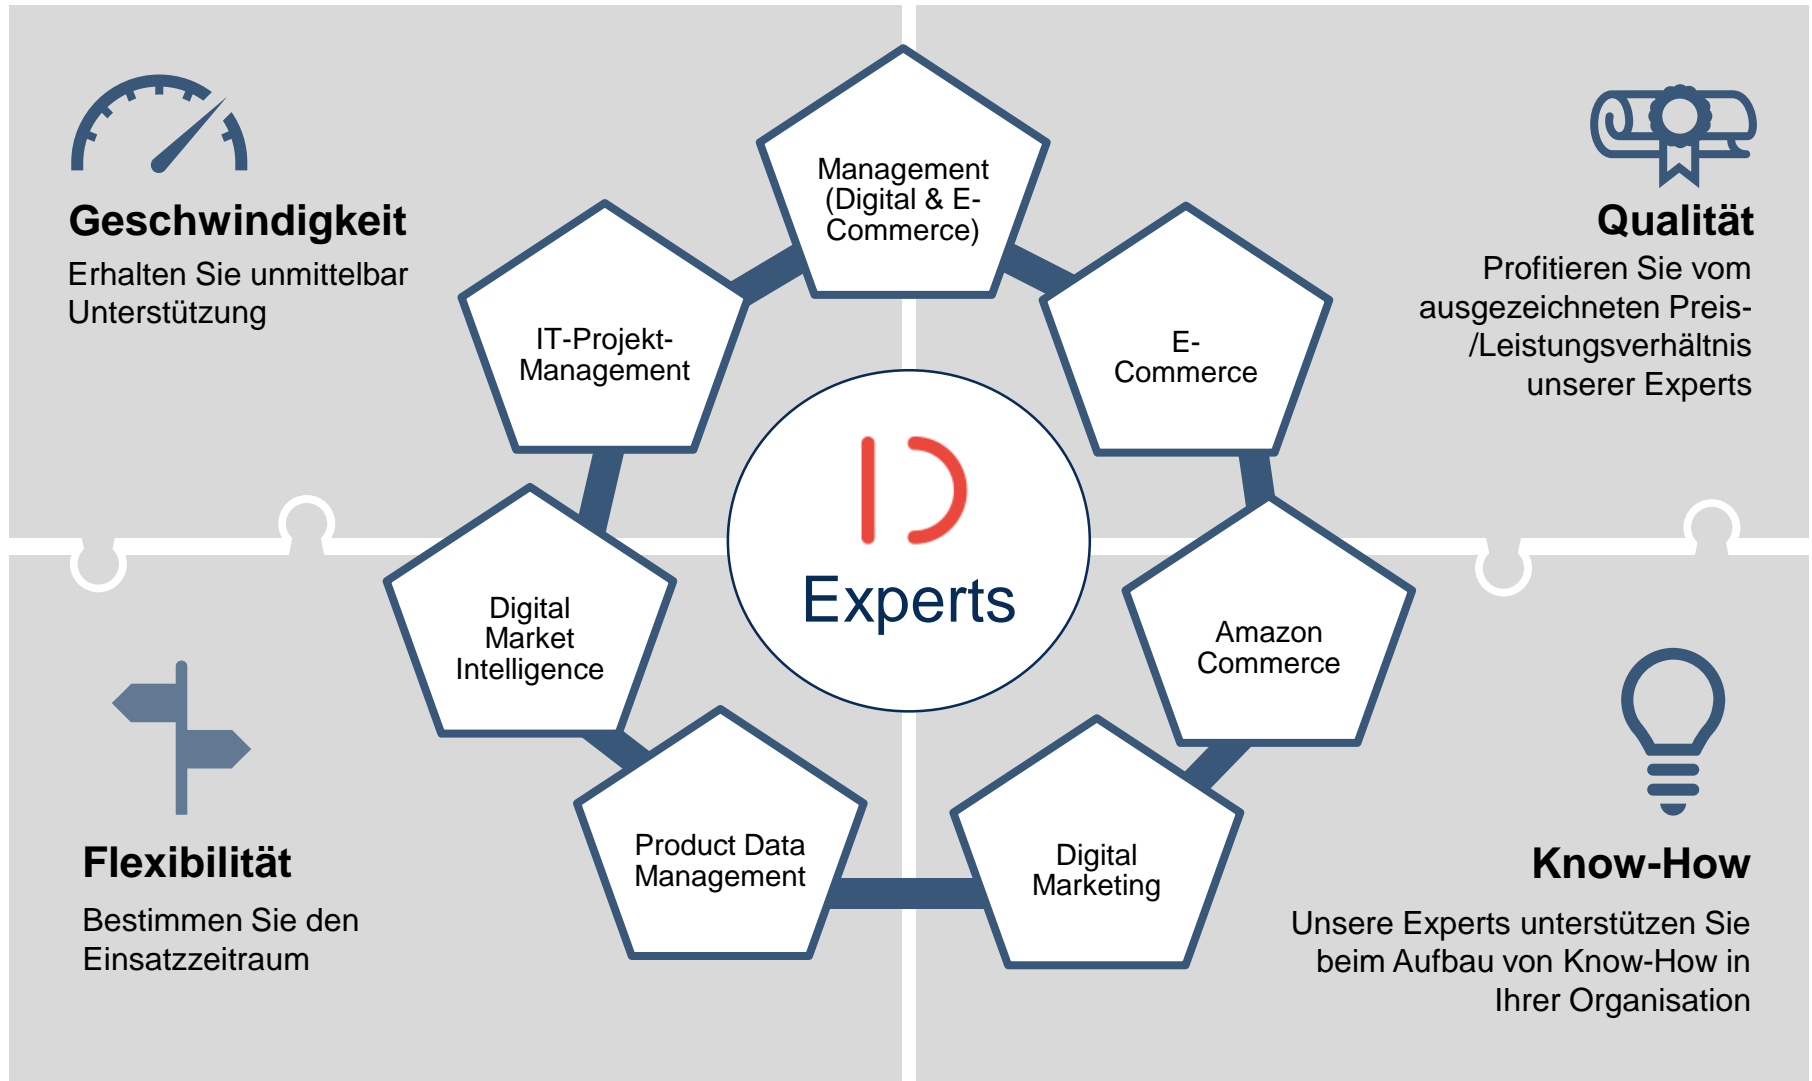 Geschwindigkeit
Erhalten Sie unmittelbar
Unterstützung
Qualität
Profitieren Sie vom
ausgezeichneten Preis-
/Leistungsverhältnis
unserer Experts
Management
(Digital & E-
Commerce)
IT-Projekt-
Management
E-
Commerce
Digital
Market
Intelligence
Amazon
Commerce
Product Data
Management
Digital
Marketing
ID
Experts
Flexibilität
Bestimmen Sie den
Einsatzzeitraum
Know-How
Unsere Experts unterstützen Sie
beim Aufbau von Know-How in
Ihrer Organisation